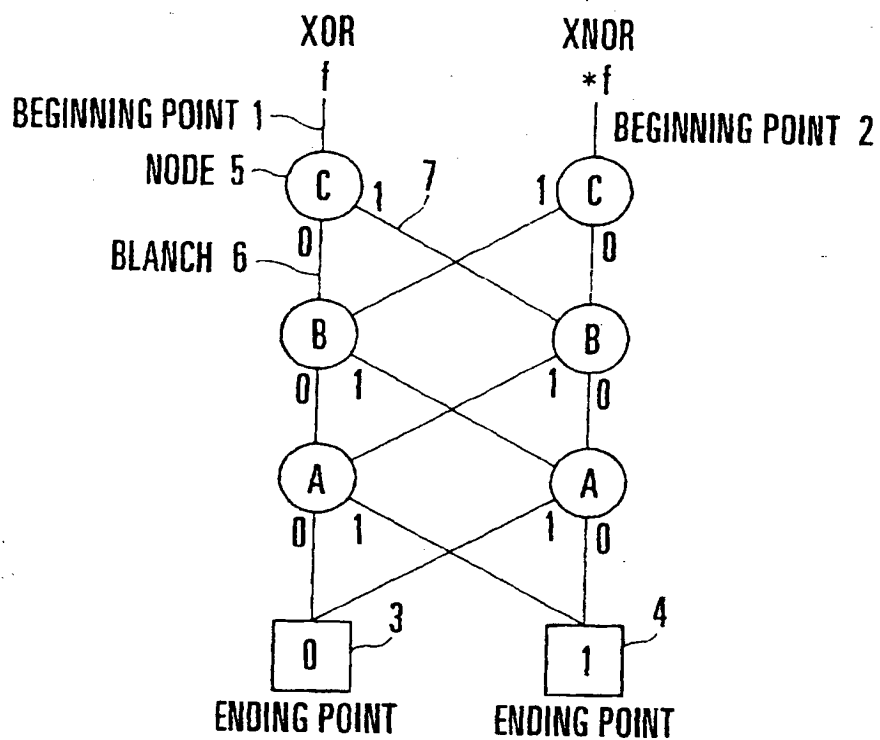 XOR XNOR
f *f
BEGINNING POINT 1 BEGINNING POINT 2
NODE 5 C 1 7 1 C
0 0
BLANCH 6
B B
0 1 1 0
A A
0 1 1 0
3 4
0 1
ENDING POINT ENDING POINT